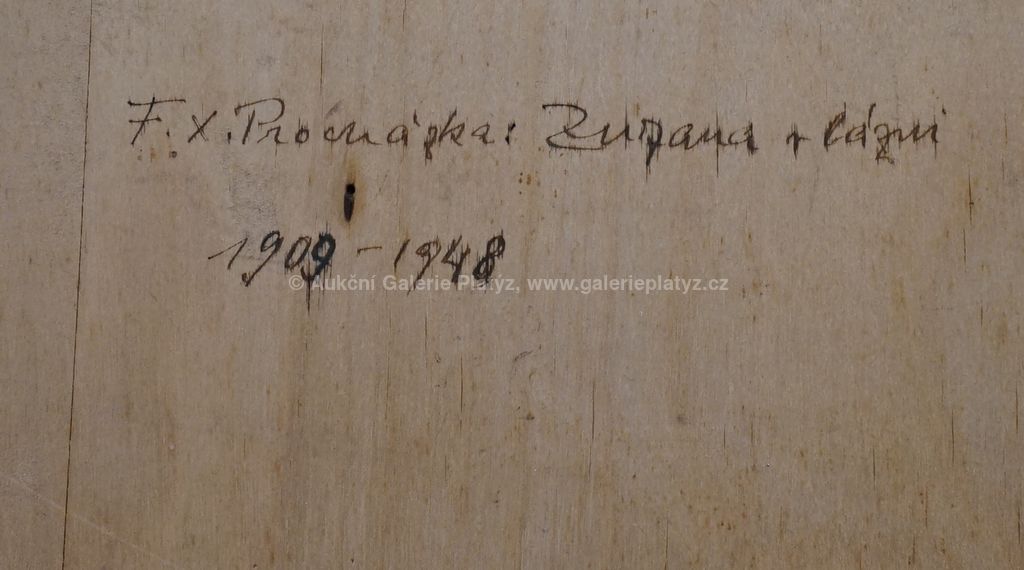 F. X. Procházka: Zuzana v lázni
1909 - 1948
© Aukční Galerie Platýz, www.galerieplatyz.cz